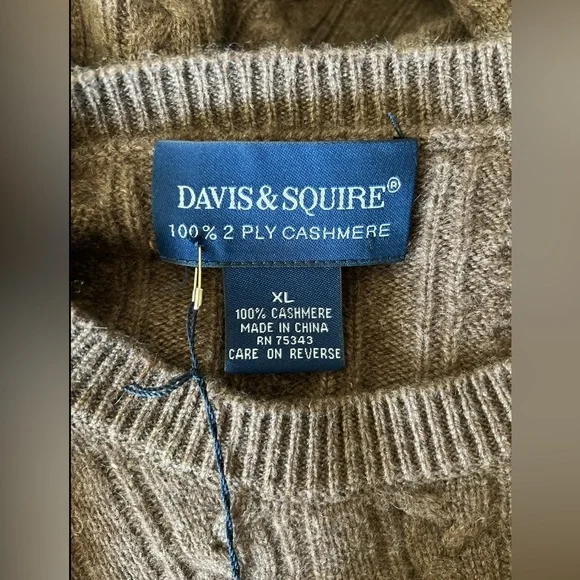 DAVIS & SQUIRE®
100% 2 PLY CASHMERE
XL
100% CASHMERE
MADE IN CHINA
RN 75343
CARE ON REVERSE